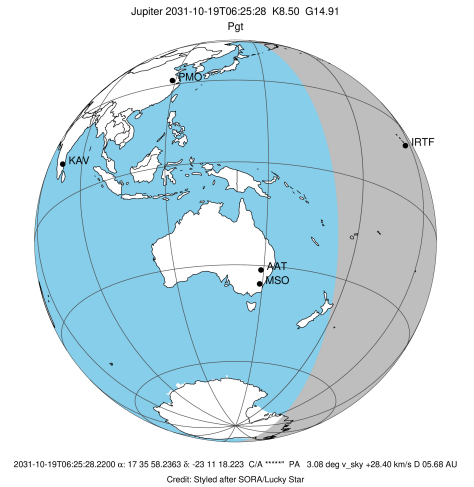 Jupiter 2031-10-19T06:25:28 K8.50 G14.91
Pgt
PMO
IRTF
KAV
AAT
MSO
2031-10-19T06:25:28.2200 α: 17 35 58.2363 δ: -23 11 18.223 C/A *****" PA 3.08 deg v_sky +28.40 km/s D 05.68 AU
Credit: Styled after SORA/Lucky Star